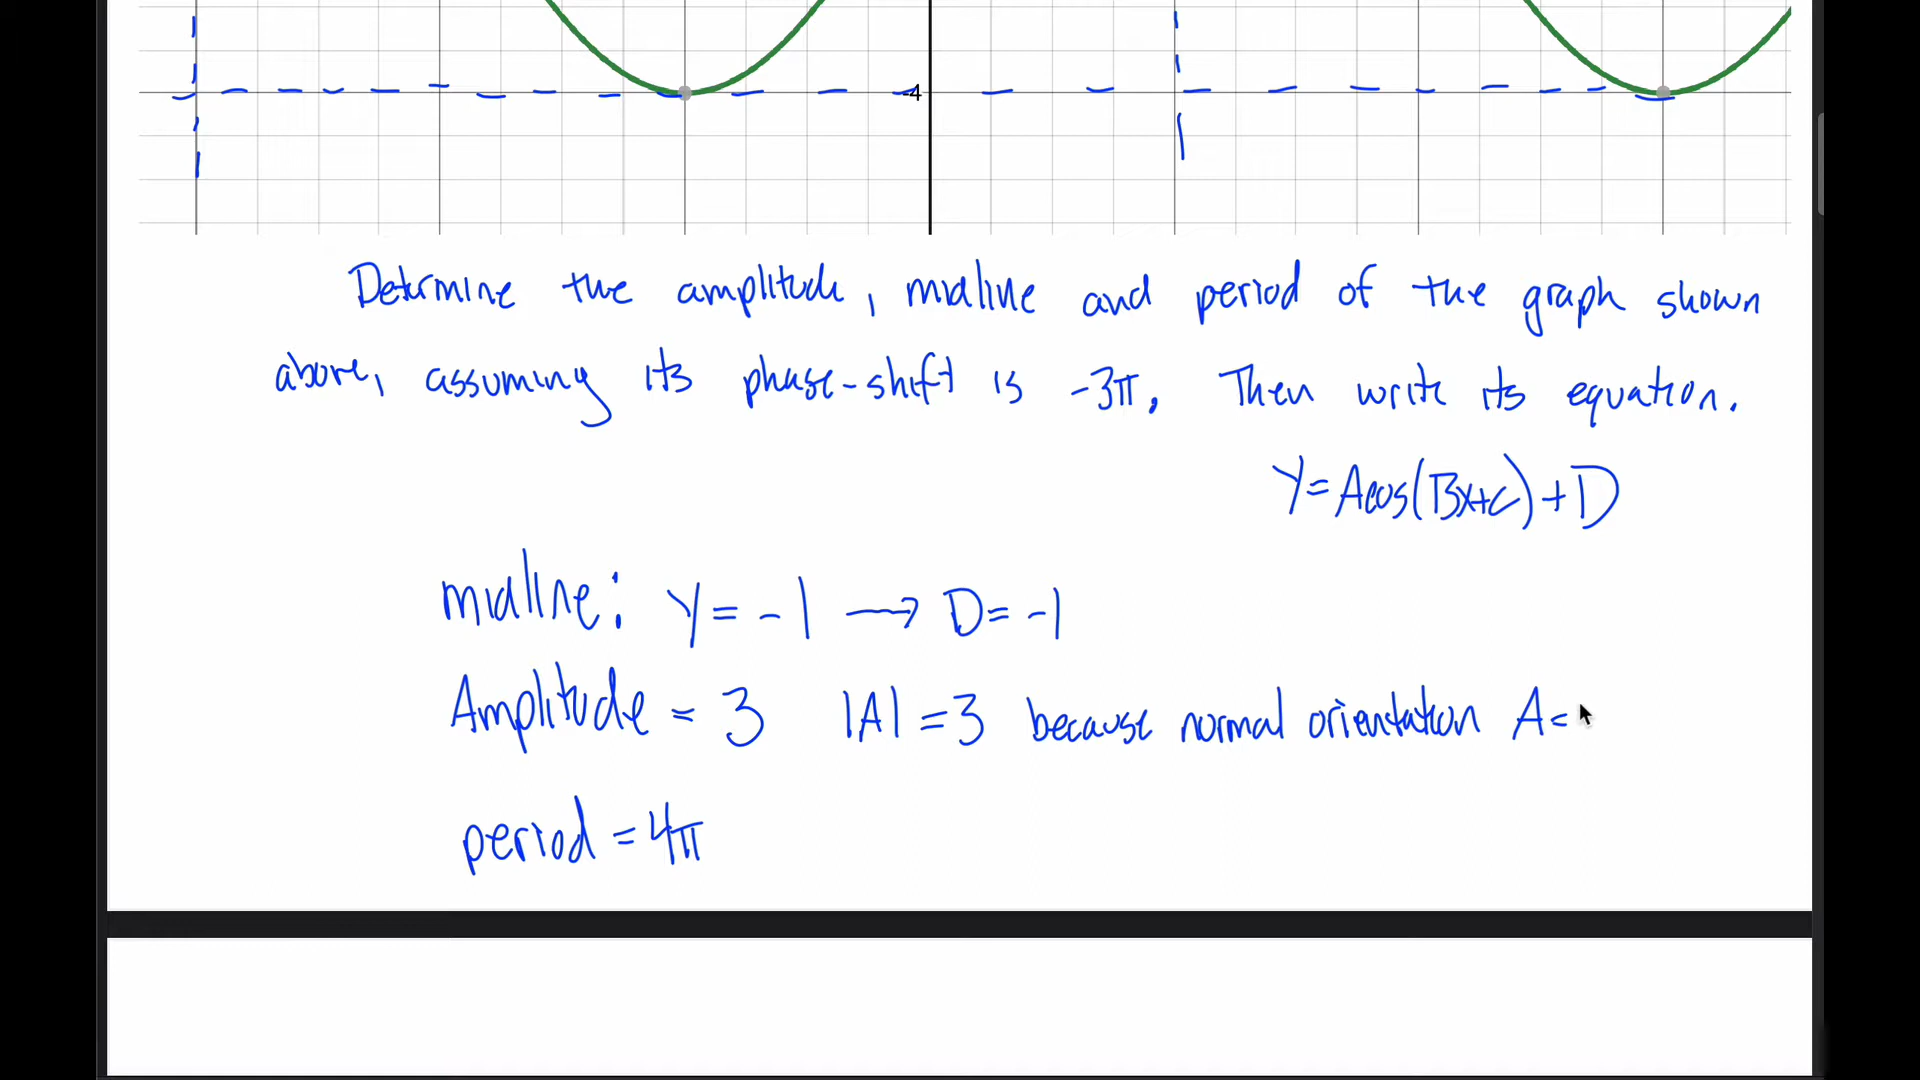 -4
Determine the amplitude, midline and period of the graph shown
above, assuming its phase-shift is -3π. Then write its equation.
Y=Acos(Bx+C)+D
midline: Y=-1 → D=-1
Amplitude = 3 |A|=3 because normal orientation A=
period = 4π